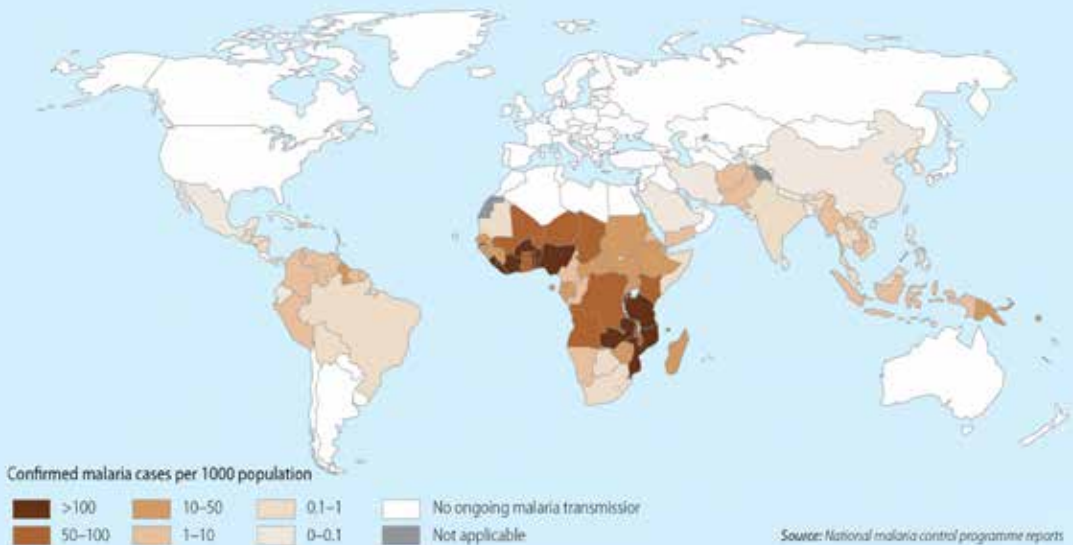 Confirmed malaria cases per 1000 population
>100 10–50 0.1–1 No ongoing malaria transmissior
50–100 1–10 0–0.1 Not applicable
Source: National malaria control programme reports